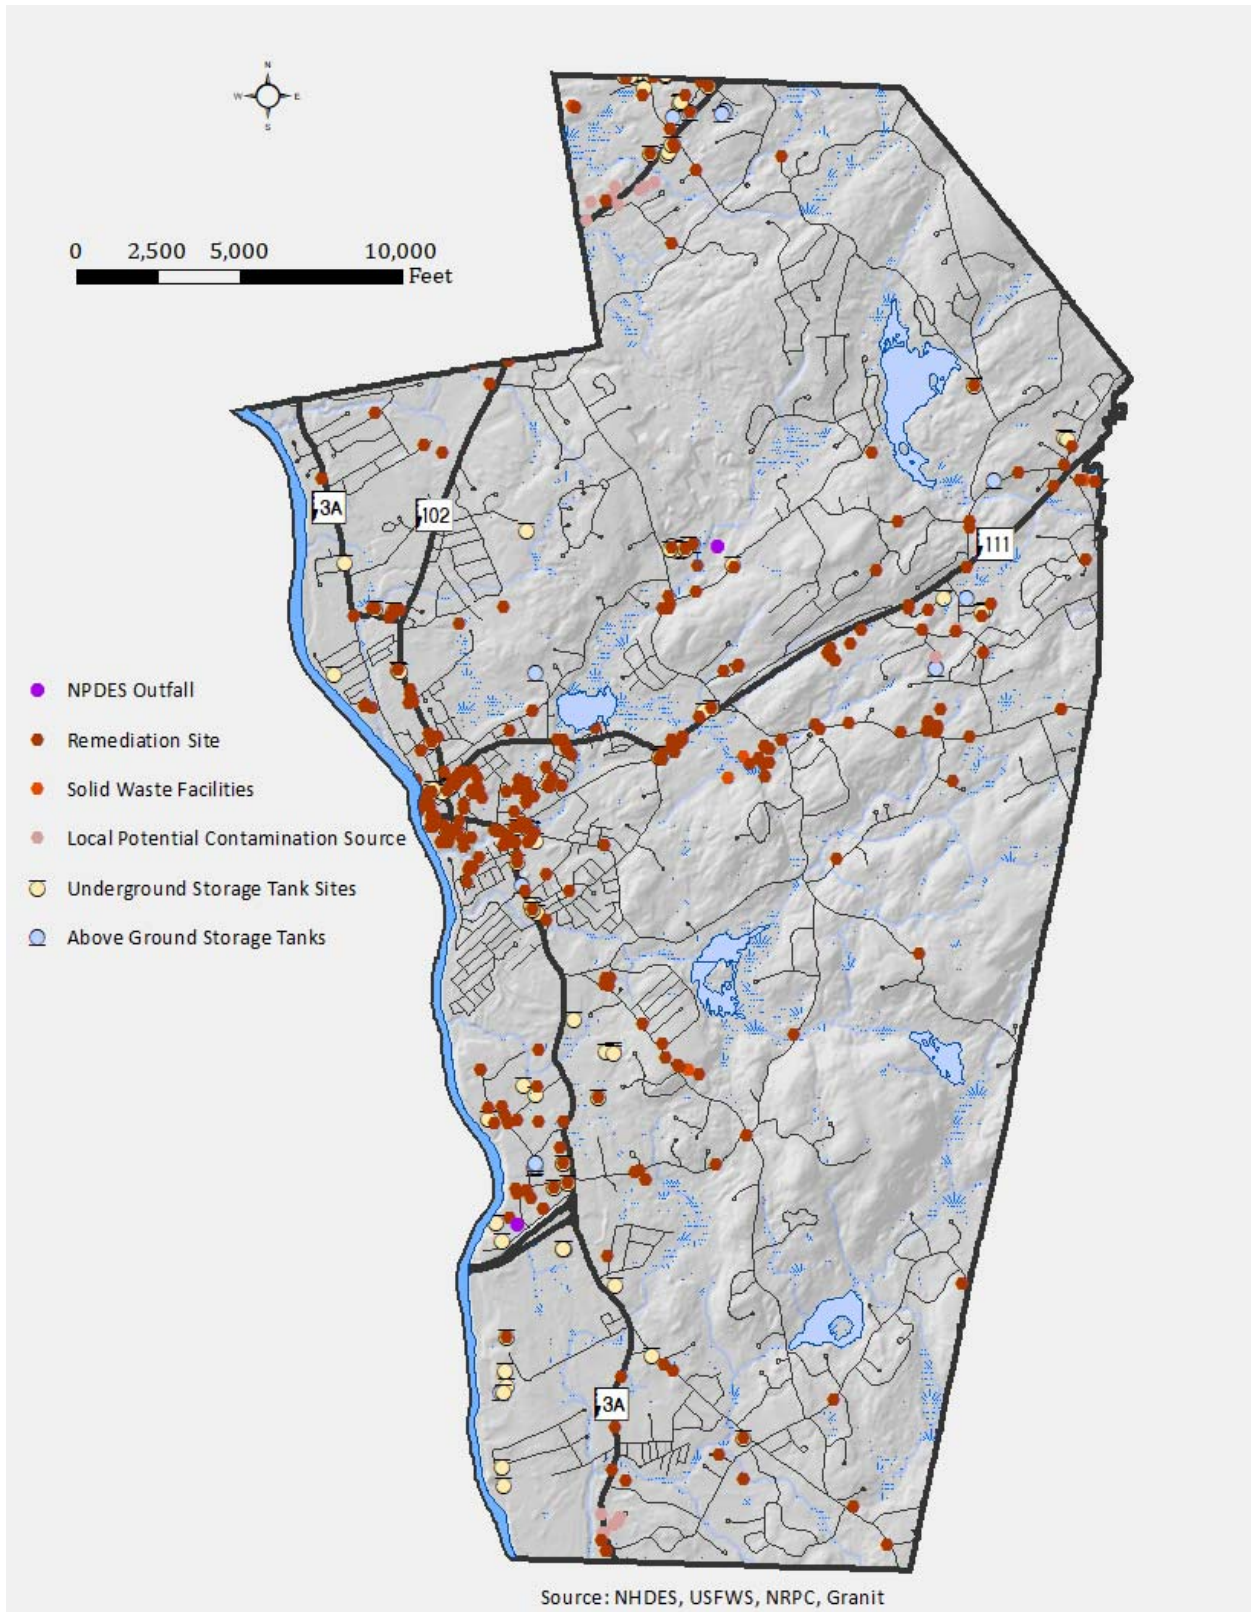 N
W E
S
0 2,500 5,000 10,000
Feet
3A
102
111
NPDES Outfall
Remediation Site
Solid Waste Facilities
Local Potential Contamination Source
Underground Storage Tank Sites
Above Ground Storage Tanks
3A
Source: NHDES, USFWS, NRPC, Granit